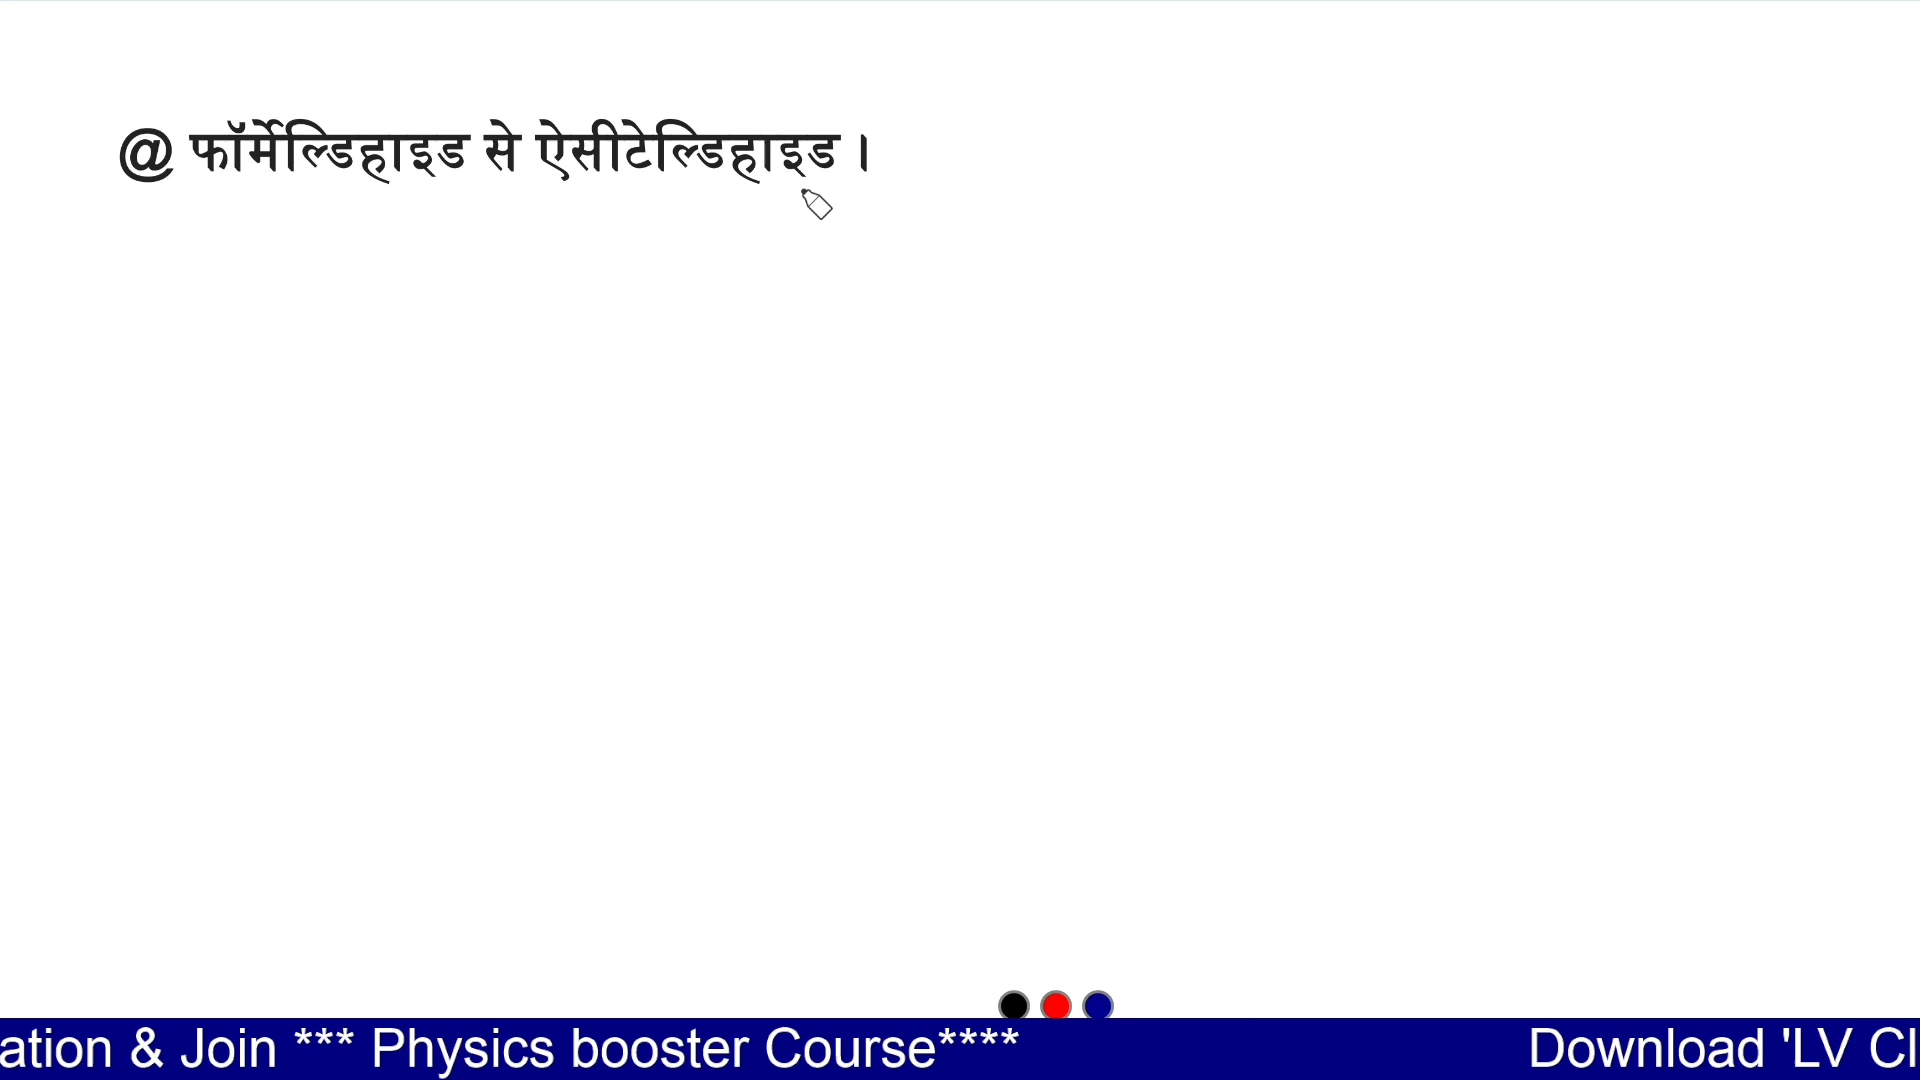 @ फॉर्मेल्डिहाइड से ऐसीटेल्डिहाइड ।
ation & Join *** Physics booster Course**** Download 'LV Cl